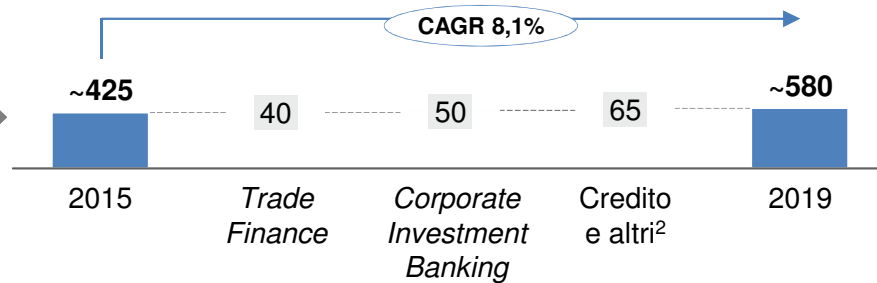 CAGR 8,1%
~425
40
50
65
~580
2015
Trade
Finance
Corporate
Investment
Banking
Credito
e altri²
2019